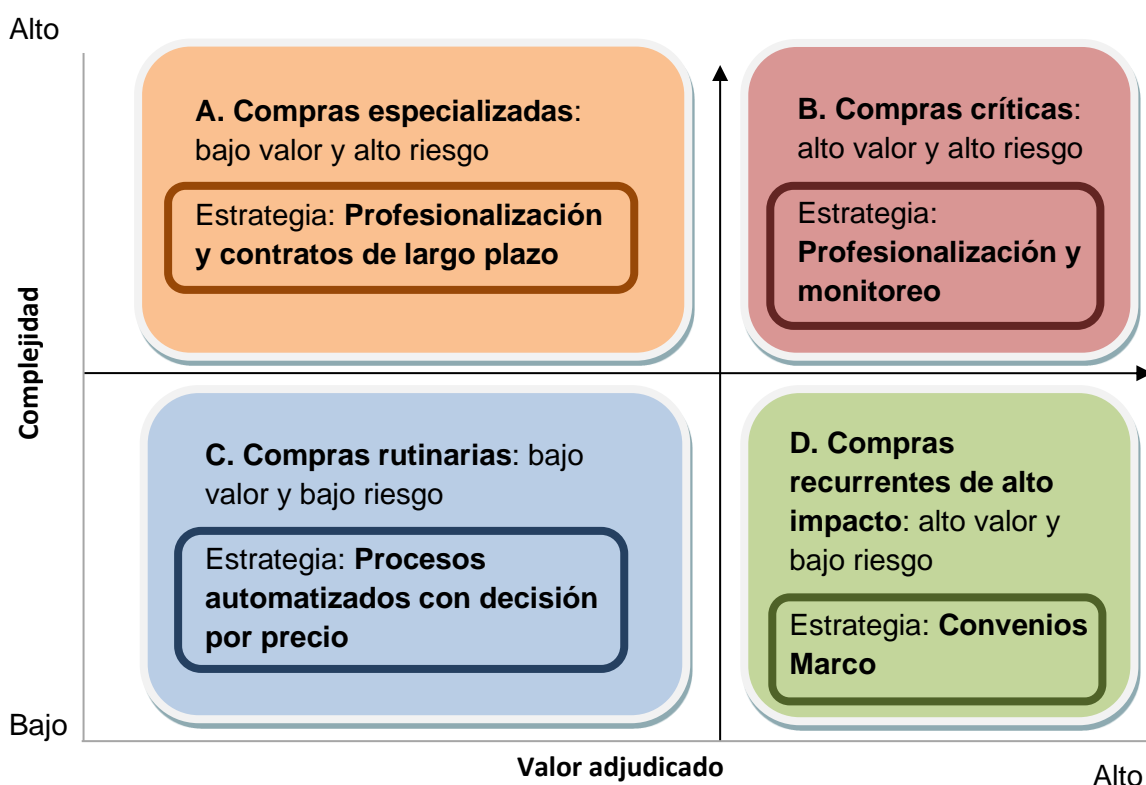 Alto
A. Compras especializadas:
bajo valor y alto riesgo
Estrategia: Profesionalización
y contratos de largo plazo
B. Compras críticas:
alto valor y alto riesgo
Estrategia:
Profesionalización y
monitoreo
Complejidad
C. Compras rutinarias: bajo
valor y bajo riesgo
Estrategia: Procesos
automatizados con decisión
por precio
D. Compras
recurrentes de alto
impacto: alto valor y
bajo riesgo
Estrategia: Convenios
Marco
Bajo
Valor adjudicado
Alto